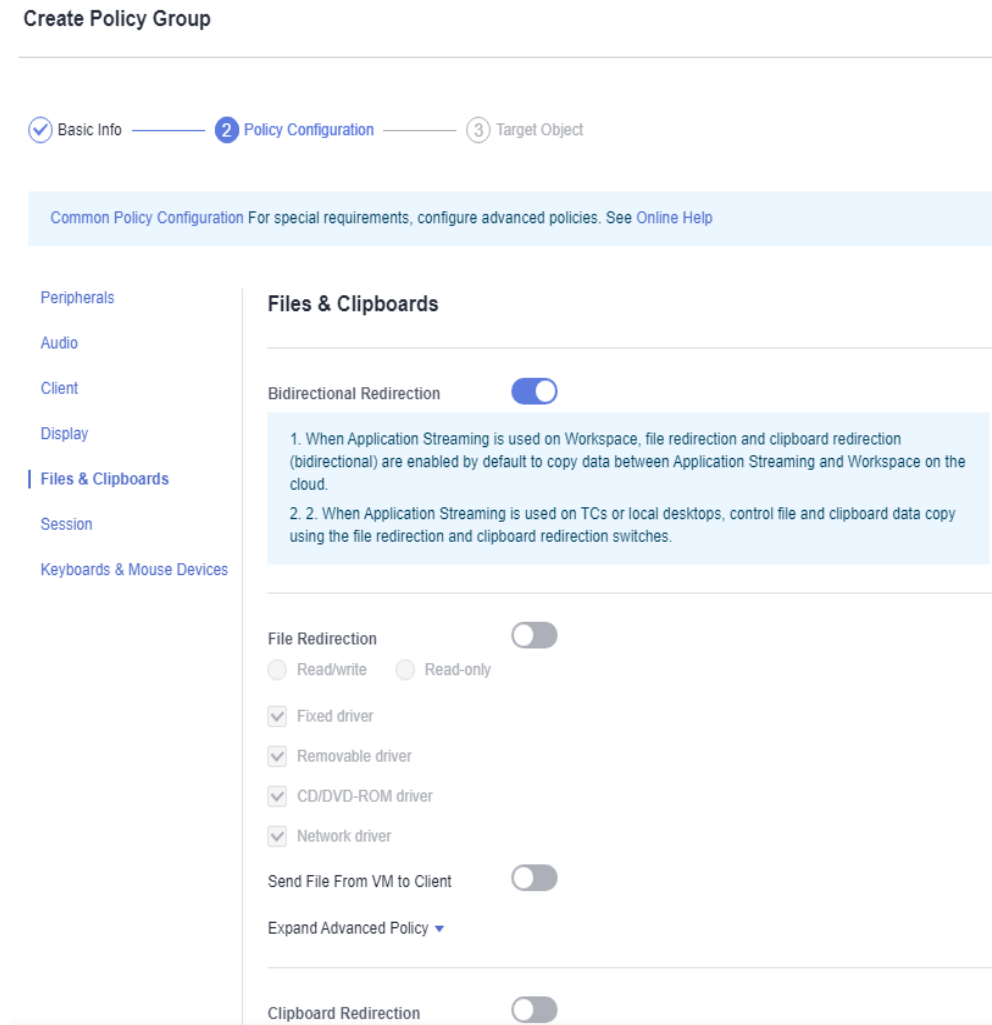 Create Policy Group
Basic Info
2 Policy Configuration
3 Target Object
Common Policy Configuration For special requirements, configure advanced policies. See Online Help
Peripherals
Audio
Client
Display
Files & Clipboards
Session
Keyboards & Mouse Devices
Files & Clipboards
Bidirectional Redirection
1. When Application Streaming is used on Workspace, file redirection and clipboard redirection
(bidirectional) are enabled by default to copy data between Application Streaming and Workspace on the
cloud.
2. 2. When Application Streaming is used on TCs or local desktops, control file and clipboard data copy
using the file redirection and clipboard redirection switches.
File Redirection
Read/write Read-only
Fixed driver
Removable driver
CD/DVD-ROM driver
Network driver
Send File From VM to Client
Expand Advanced Policy
Clipboard Redirection